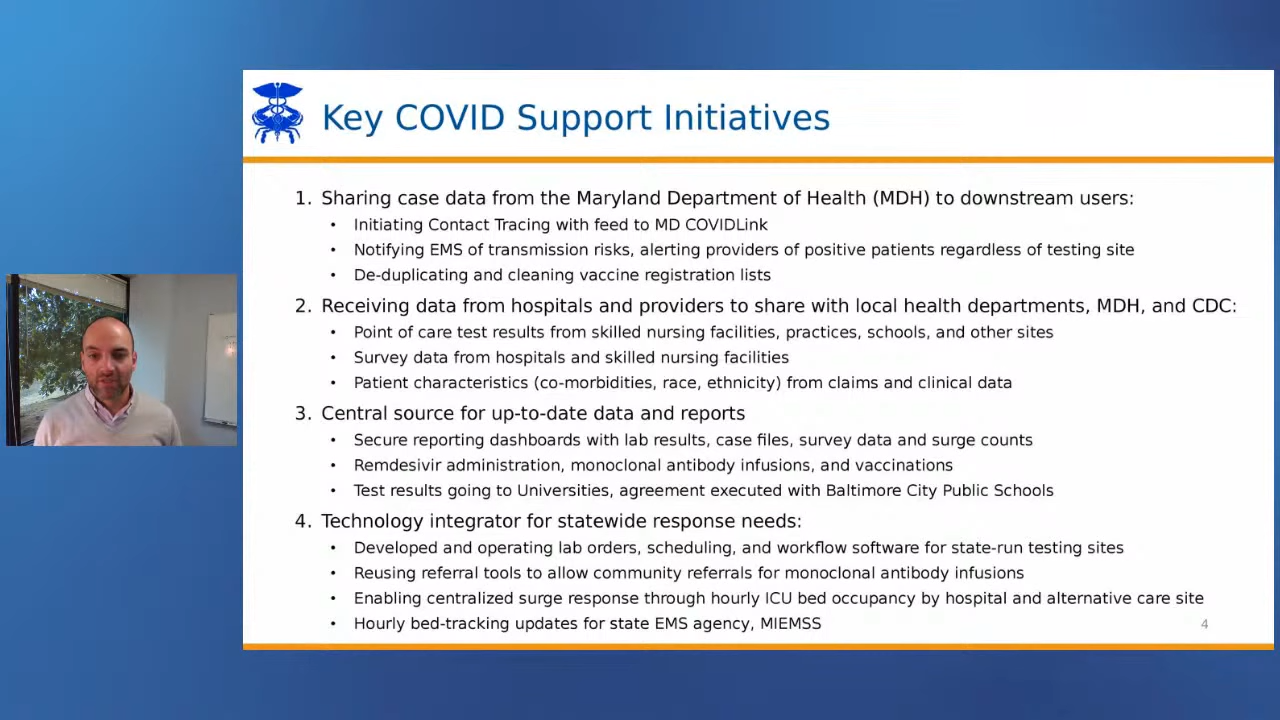 Key COVID Support Initiatives
1. Sharing case data from the Maryland Department of Health (MDH) to downstream users:
• Initiating Contact Tracing with feed to MD COVIDLink
• Notifying EMS of transmission risks, alerting providers of positive patients regardless of testing site
• De-duplicating and cleaning vaccine registration lists
2. Receiving data from hospitals and providers to share with local health departments, MDH, and CDC:
• Point of care test results from skilled nursing facilities, practices, schools, and other sites
• Survey data from hospitals and skilled nursing facilities
• Patient characteristics (co-morbidities, race, ethnicity) from claims and clinical data
3. Central source for up-to-date data and reports
• Secure reporting dashboards with lab results, case files, survey data and surge counts
• Remdesivir administration, monoclonal antibody infusions, and vaccinations
• Test results going to Universities, agreement executed with Baltimore City Public Schools
4. Technology integrator for statewide response needs:
• Developed and operating lab orders, scheduling, and workflow software for state-run testing sites
• Reusing referral tools to allow community referrals for monoclonal antibody infusions
• Enabling centralized surge response through hourly ICU bed occupancy by hospital and alternative care site
• Hourly bed-tracking updates for state EMS agency, MIEMSS
4